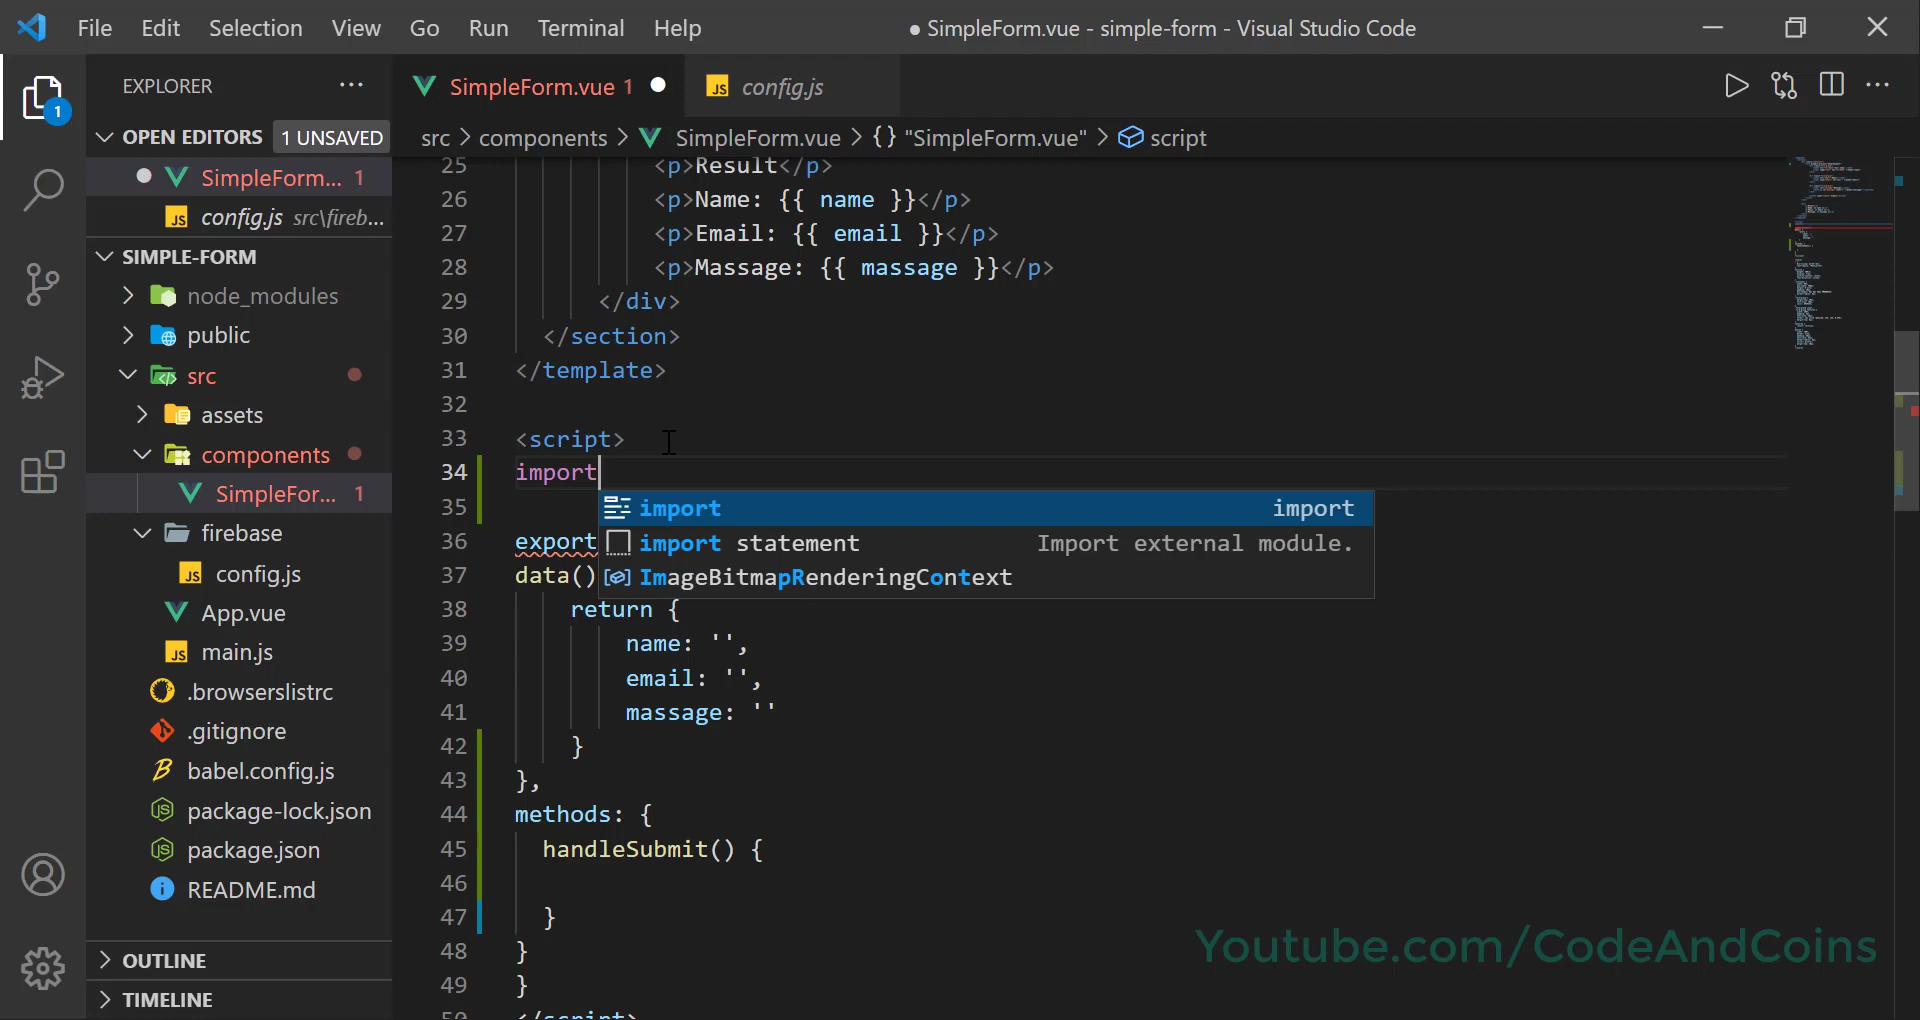 File Edit Selection View Go Run Terminal Help
● SimpleForm.vue - simple-form - Visual Studio Code
EXPLORER
1
OPEN EDITORS 1 UNSAVED
SimpleForm... 1
config.js src\fireb...
SIMPLE-FORM
node_modules
public
src
assets
components
SimpleFor... 1
firebase
config.js
App.vue
main.js
.browserslistrc
.gitignore
babel.config.js
package-lock.json
package.json
README.md
OUTLINE
TIMELINE
SimpleForm.vue 1
JS config.js
src > components > SimpleForm.vue > {} "SimpleForm.vue" > script
25 <p>Result</p>
26 <p>Name: {{ name }}</p>
27 <p>Email: {{ email }}</p>
28 <p>Massage: {{ massage }}</p>
29 </div>
30 </section>
31 </template>
32
33 <script>
34 import
35
36 export
37 data()
38 return {
39 name: '',
40 email: '',
41 massage: ''
42 }
43 },
44 methods: {
45 handleSubmit() {
46
47 }
48 }
49 }
50 </script>
import import
import statement Import external module.
ImageBitmapRenderingContext
Youtube.com/CodeAndCoins